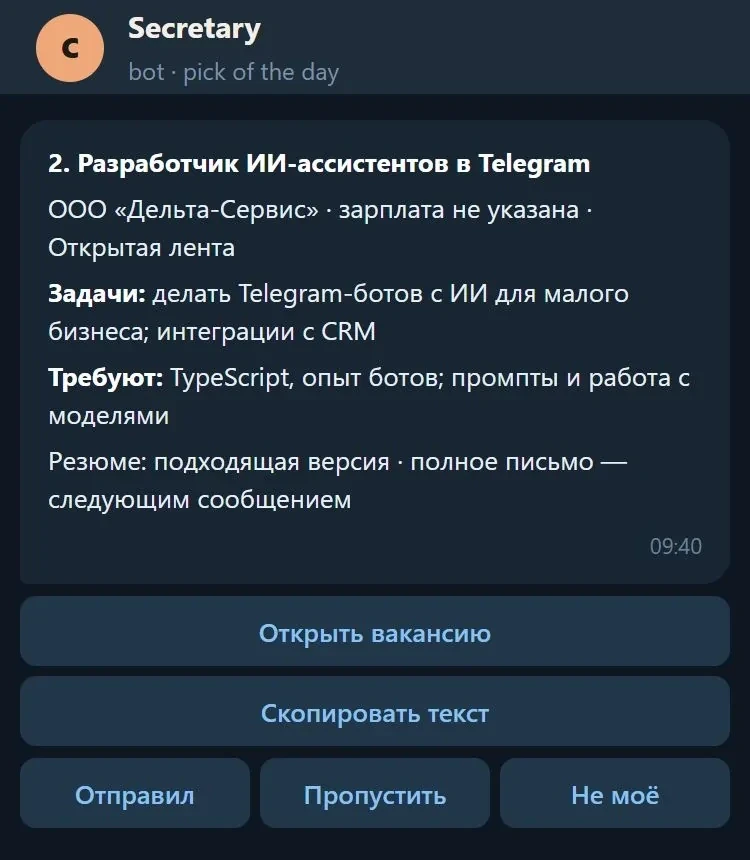 C
Secretary
bot · pick of the day
2. Разработчик ИИ-ассистентов в Telegram
ООО «Дельта-Сервис» · зарплата не указана ·
Открытая лента
Задачи: делать Telegram-ботов с ИИ для малого
бизнеса; интеграции с CRM
Требуют: TypeScript, опыт ботов; промпты и работа с
моделями
Резюме: подходящая версия · полное письмо —
следующим сообщением
09:40
Открыть вакансию
Скопировать текст
Отправил
Пропустить
Не моё